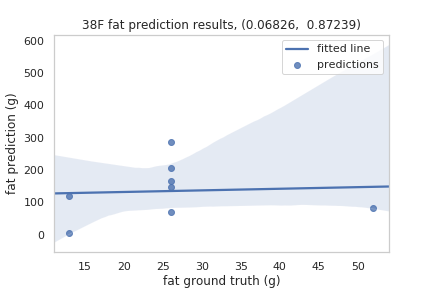 38F fat prediction results, (0.06826,  0.87239)
600
500
400
300
200
100
0
fat prediction (g)
fitted line
predictions
15 20 25 30 35 40 45 50
fat ground truth (g)